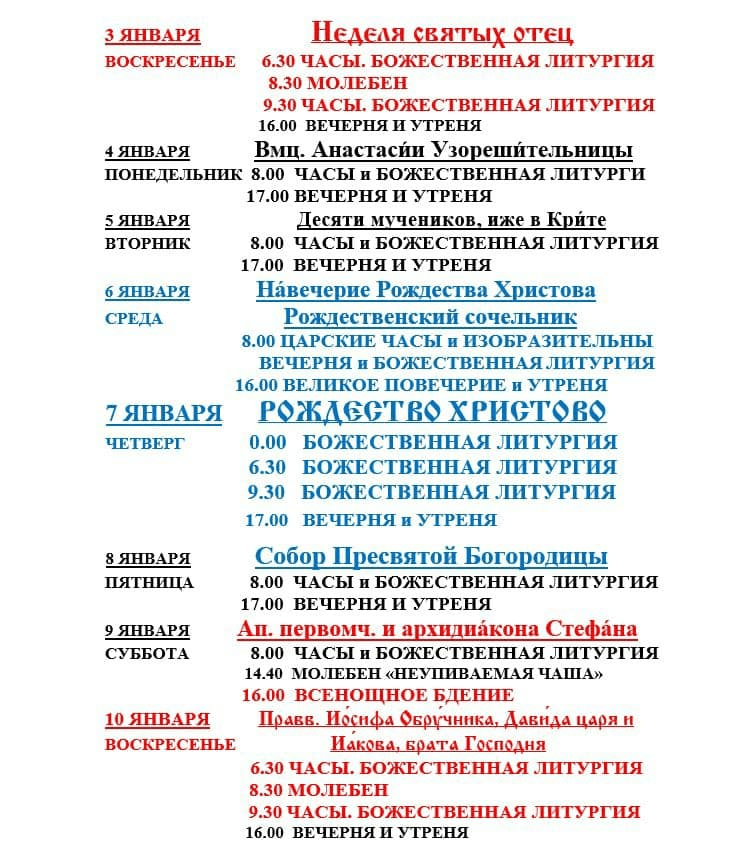 3 ЯНВАРЯ Неделя святых отец
ВОСКРЕСЕНЬЕ 6.30 ЧАСЫ. БОЖЕСТВЕННАЯ ЛИТУРГИЯ
8.30 МОЛЕБЕН
9.30 ЧАСЫ. БОЖЕСТВЕННАЯ ЛИТУРГИЯ
16.00 ВЕЧЕРНЯ И УТРЕНЯ
4 ЯНВАРЯ Вмц. Анастаси́и Узореши́тельницы
ПОНЕДЕЛЬНИК 8.00 ЧАСЫ и БОЖЕСТВЕННАЯ ЛИТУРГИ
17.00 ВЕЧЕРНЯ И УТРЕНЯ
5 ЯНВАРЯ Десяти мучеников, иже в Кри́те
ВТОРНИК 8.00 ЧАСЫ и БОЖЕСТВЕННАЯ ЛИТУРГИЯ
17.00 ВЕЧЕРНЯ И УТРЕНЯ
6 ЯНВАРЯ На́вечерие Рождества Христова
СРЕДА Рождественский сочельник
8.00 ЦАРСКИЕ ЧАСЫ и ИЗОБРАЗИТЕЛЬНЫ
ВЕЧЕРНЯ и БОЖЕСТВЕННАЯ ЛИТУРГИЯ
16.00 ВЕЛИКОЕ ПОВЕЧЕРИЕ и УТРЕНЯ
7 ЯНВАРЯ РОЖДЕСТВО ХРИСТОВО
ЧЕТВЕРГ 0.00 БОЖЕСТВЕННАЯ ЛИТУРГИЯ
6.30 БОЖЕСТВЕННАЯ ЛИТУРГИЯ
9.30 БОЖЕСТВЕННАЯ ЛИТУРГИЯ
17.00 ВЕЧЕРНЯ и УТРЕНЯ
8 ЯНВАРЯ Собор Пресвятой Богородицы
ПЯТНИЦА 8.00 ЧАСЫ и БОЖЕСТВЕННАЯ ЛИТУРГИЯ
17.00 ВЕЧЕРНЯ И УТРЕНЯ
9 ЯНВАРЯ Ап. первомч. и архидиа́кона Стефа́на
СУББОТА 8.00 ЧАСЫ и БОЖЕСТВЕННАЯ ЛИТУРГИЯ
14.40 МОЛЕБЕН «НЕУПИВАЕМАЯ ЧАША»
16.00 ВСЕНОЩНОЕ БДЕНИЕ
10 ЯНВАРЯ Правв. Ио́сифа Обру́чника, Дави́да царя и
ВОСКРЕСЕНЬЕ Иа́кова, брата Господня
6.30 ЧАСЫ. БОЖЕСТВЕННАЯ ЛИТУРГИЯ
8.30 МОЛЕБЕН
9.30 ЧАСЫ. БОЖЕСТВЕННАЯ ЛИТУРГИЯ
16.00 ВЕЧЕРНЯ И УТРЕНЯ